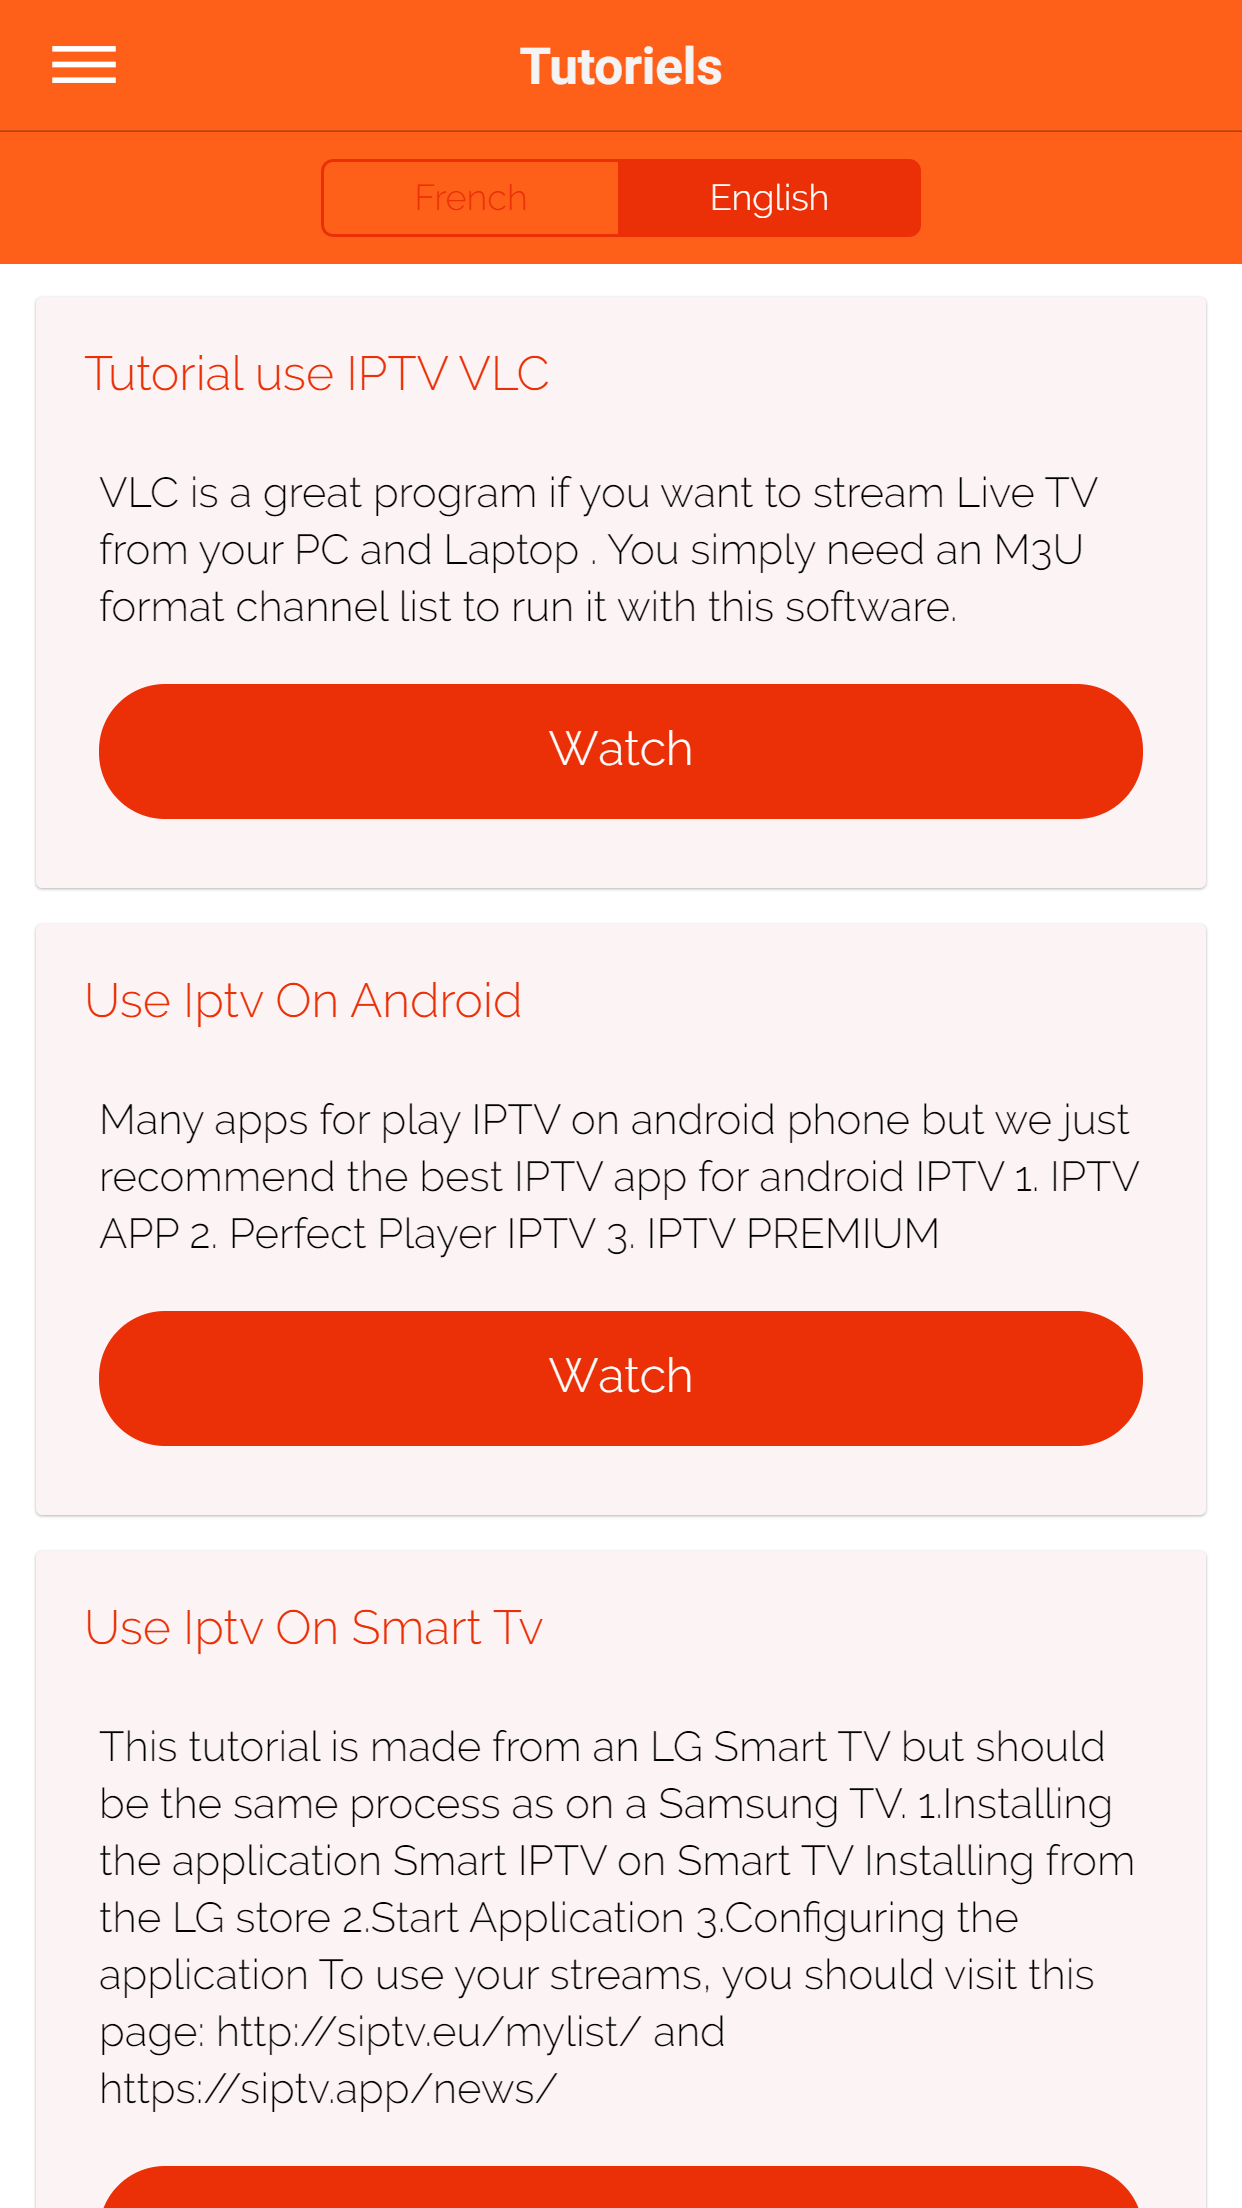 Tutoriels
French
English
Tutorial use IPTV VLC
VLC is a great program if you want to stream Live TV
from your PC and Laptop . You simply need an M3U
format channel list to run it with this software.
Watch
Use Iptv On Android
Many apps for play IPTV on android phone but we just
recommend the best IPTV app for android IPTV 1. IPTV
APP 2. Perfect Player IPTV 3. IPTV PREMIUM
Watch
Use Iptv On Smart Tv
This tutorial is made from an LG Smart TV but should
be the same process as on a Samsung TV. 1.Installing
the application Smart IPTV on Smart TV Installing from
the LG store 2.Start Application 3.Configuring the
application To use your streams, you should visit this
page: http://siptv.eu/mylist/ and
https://siptv.app/news/